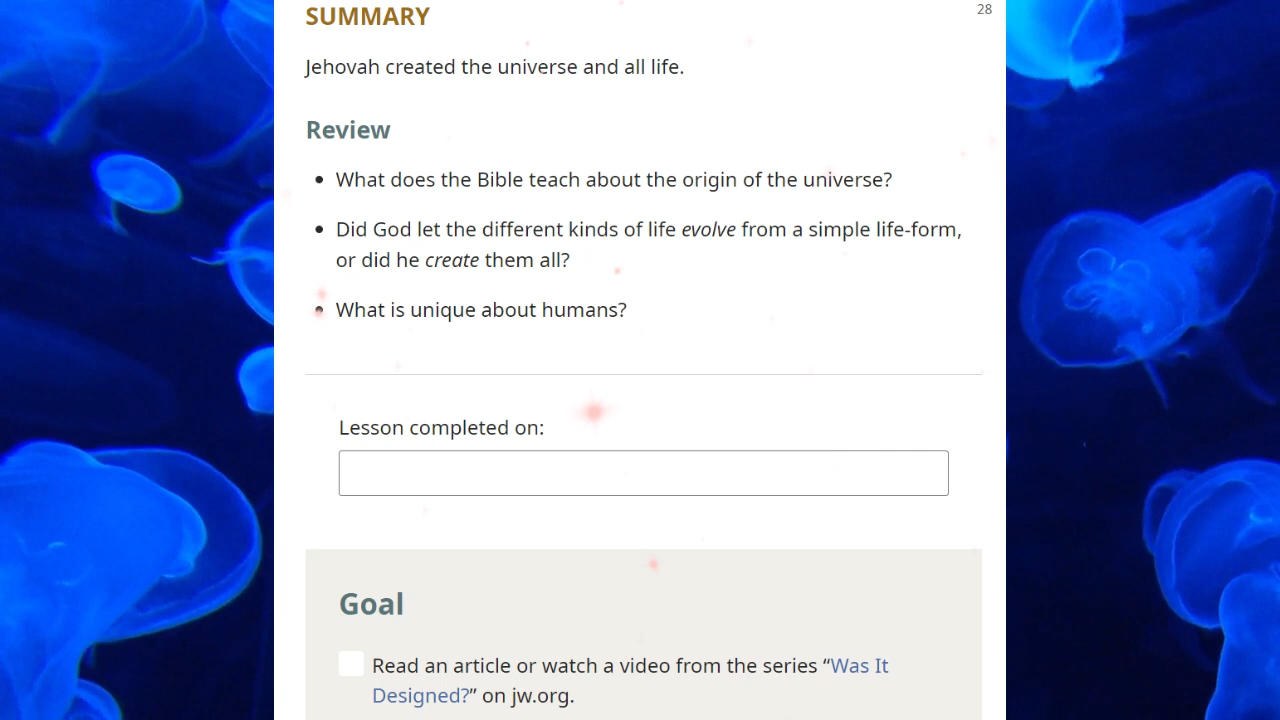 SUMMARY
28
Jehovah created the universe and all life.
Review
• What does the Bible teach about the origin of the universe?
• Did God let the different kinds of life evolve from a simple life-form,
or did he create them all?
• What is unique about humans?
Lesson completed on:
Goal
Read an article or watch a video from the series “Was It
Designed?” on jw.org.